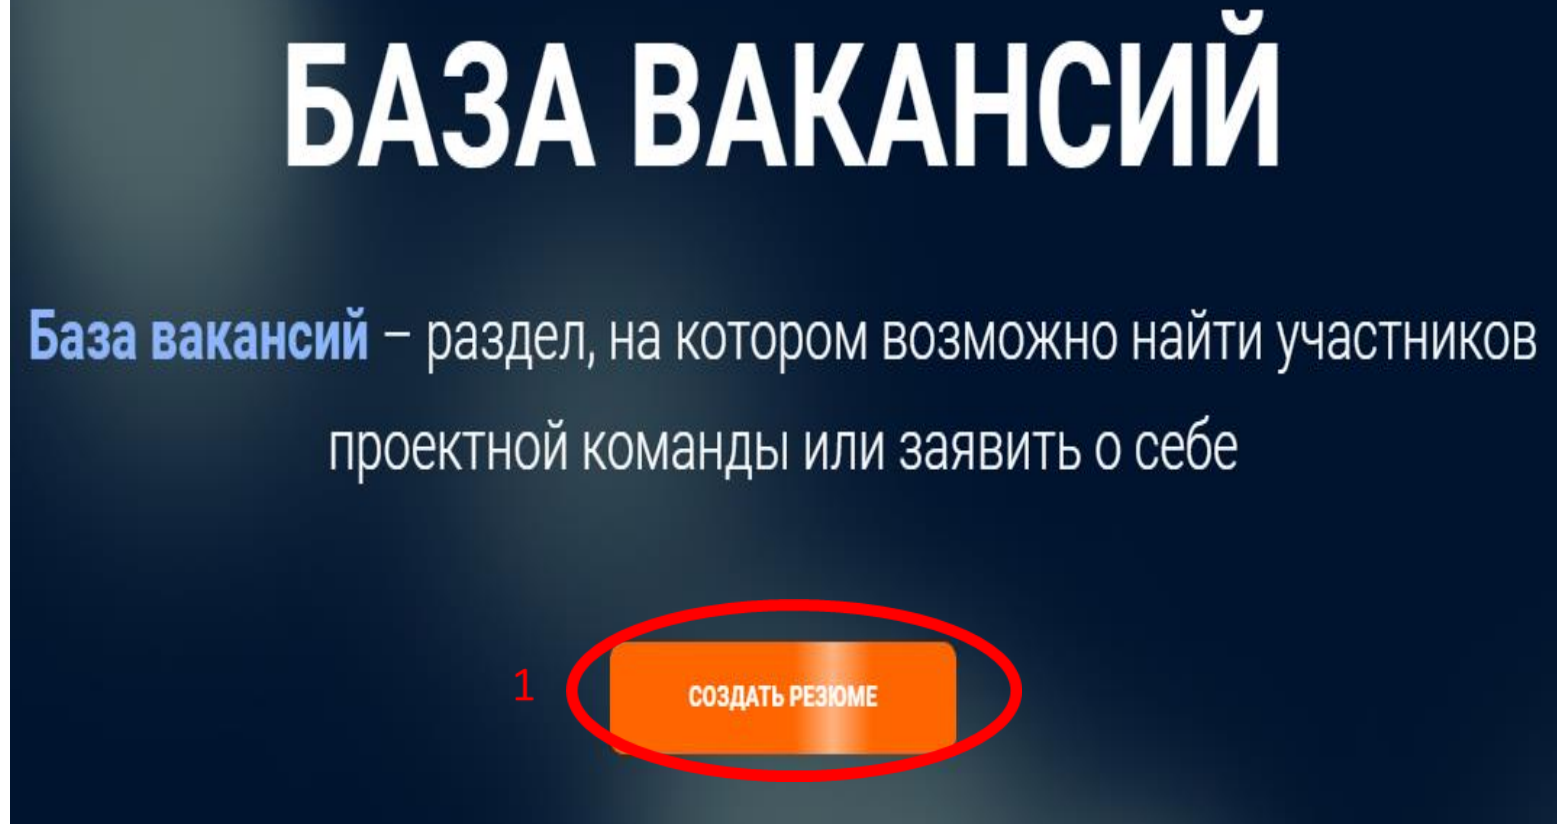 БАЗА ВАКАНСИЙ
База вакансий – раздел, на котором возможно найти участников
проектной команды или заявить о себе
1
СОЗДАТЬ РЕЗЮМЕ